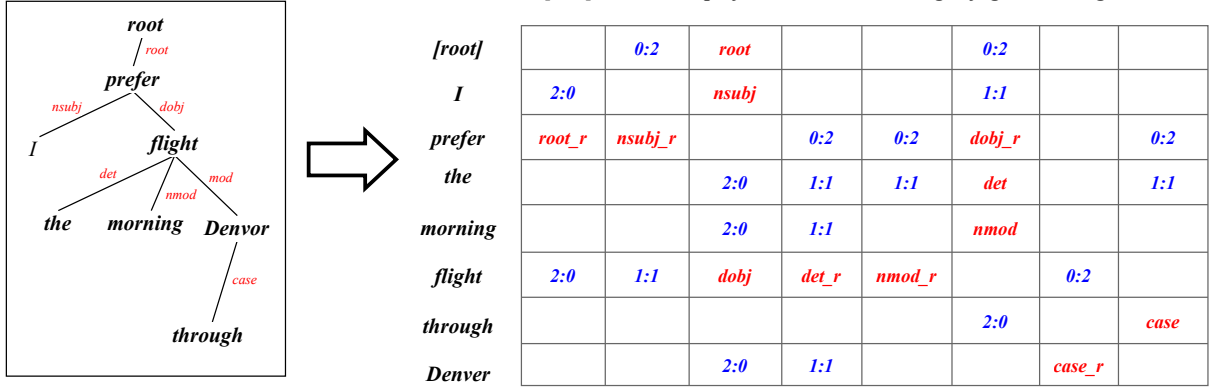 root
root
prefer
nsubj dobj
I flight
det nmod mod
the morning Denvor
case
through
[root] 0:2 root 0:2
I 2:0 nsubj 1:1
prefer root_r nsubj_r 0:2 0:2 dobj_r 0:2
the 2:0 1:1 1:1 det 1:1
morning 2:0 1:1 nmod
flight 2:0 1:1 dobj det_r nmod_r 0:2
through 2:0 case
Denver 2:0 1:1 case_r